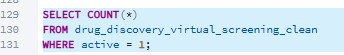 129 SELECT COUNT(*)
130 FROM drug_discovery_virtual_screening_clean
131 WHERE active = 1;